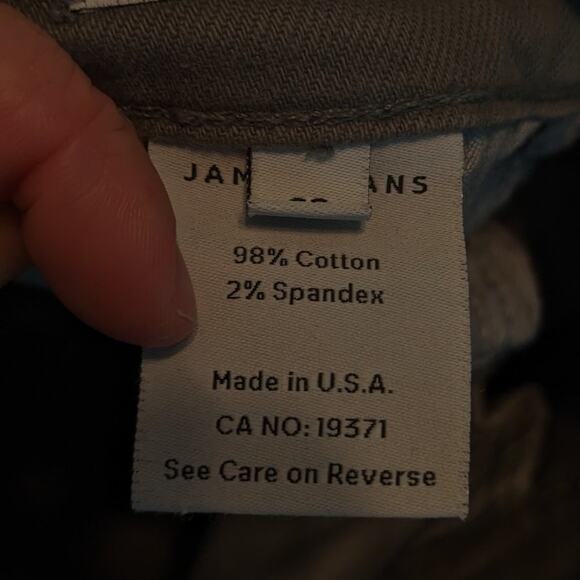 98% Cotton
2% Spandex
Made in U.S.A.
CA NO: 19371
See Care on Reverse